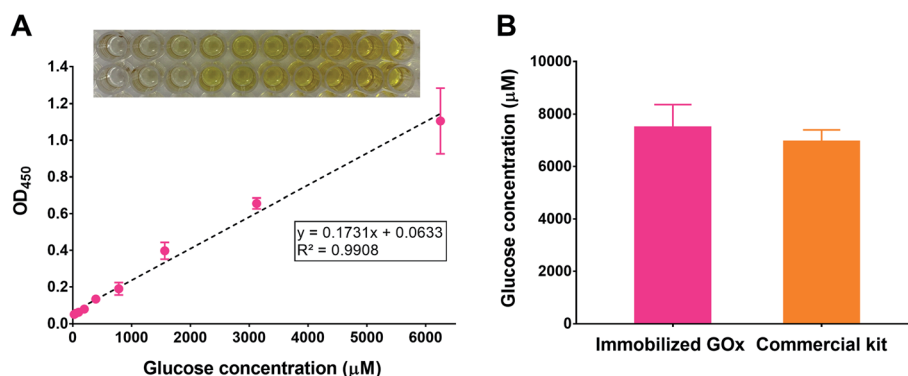 A
1.4
1.2
1.0
0.8
0.6
0.4
0.2
0.0
OD450
0
1000
2000
3000
4000
5000
6000
Glucose concentration (μM)
y = 0.1731x + 0.0633
R² = 0.9908
B
10000
8000
6000
4000
2000
0
Glucose concentration (μM)
Immobilized GOx
Commercial kit